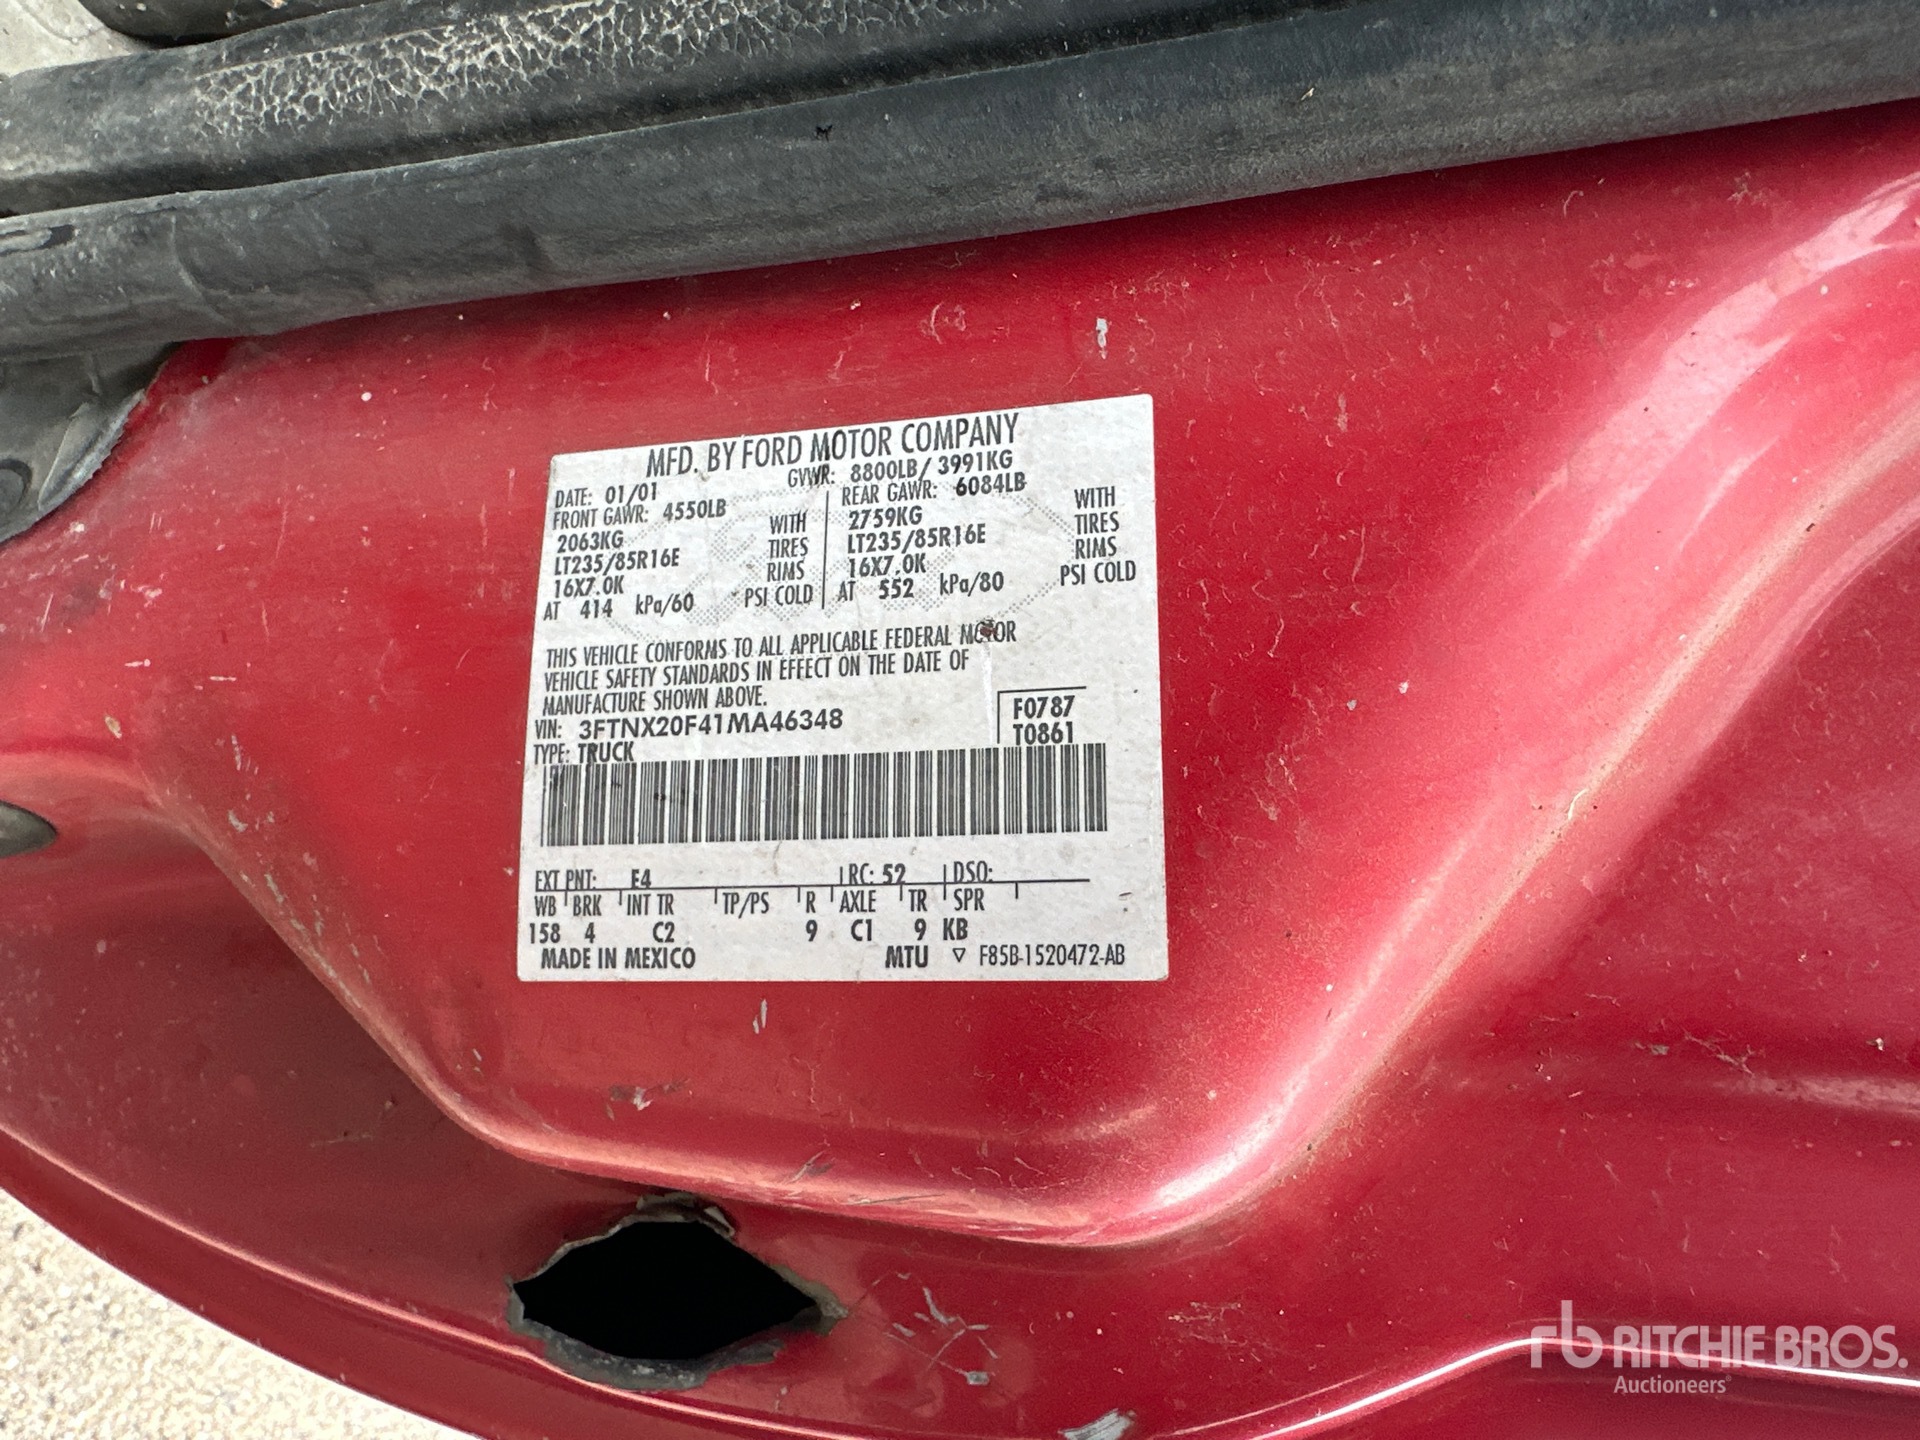 MFD. BY FORD MOTOR COMPANY
DATE: 01/01 GVWR: 8800LB/ 3991KG
FRONT GAWR: 4550LB REAR GAWR: 6084LB
2063KG WITH 2759KG WITH
LT235/85R16E TIRES LT235/85R16E TIRES
16X7.0K RIMS 16X7.0K RIMS
AT 414 kPa/60 PSI COLD AT 552 kPa/80 PSI COLD
THIS VEHICLE CONFORMS TO ALL APPLICABLE FEDERAL MOTOR
VEHICLE SAFETY STANDARDS IN EFFECT ON THE DATE OF
MANUFACTURE SHOWN ABOVE.
VIN: 3FTNX20F41MA46348 F0787
TYPE: TRUCK T0861
EXT PNT: E4 RC: 52 DSO:
WB BRK INT TR TP/PS R AXLE TR SPR
158 4 C2 9 C1 9 KB
MADE IN MEXICO MTU ▽ F85B-1520472-AB
rb RITCHIE BROS.
Auctioneers